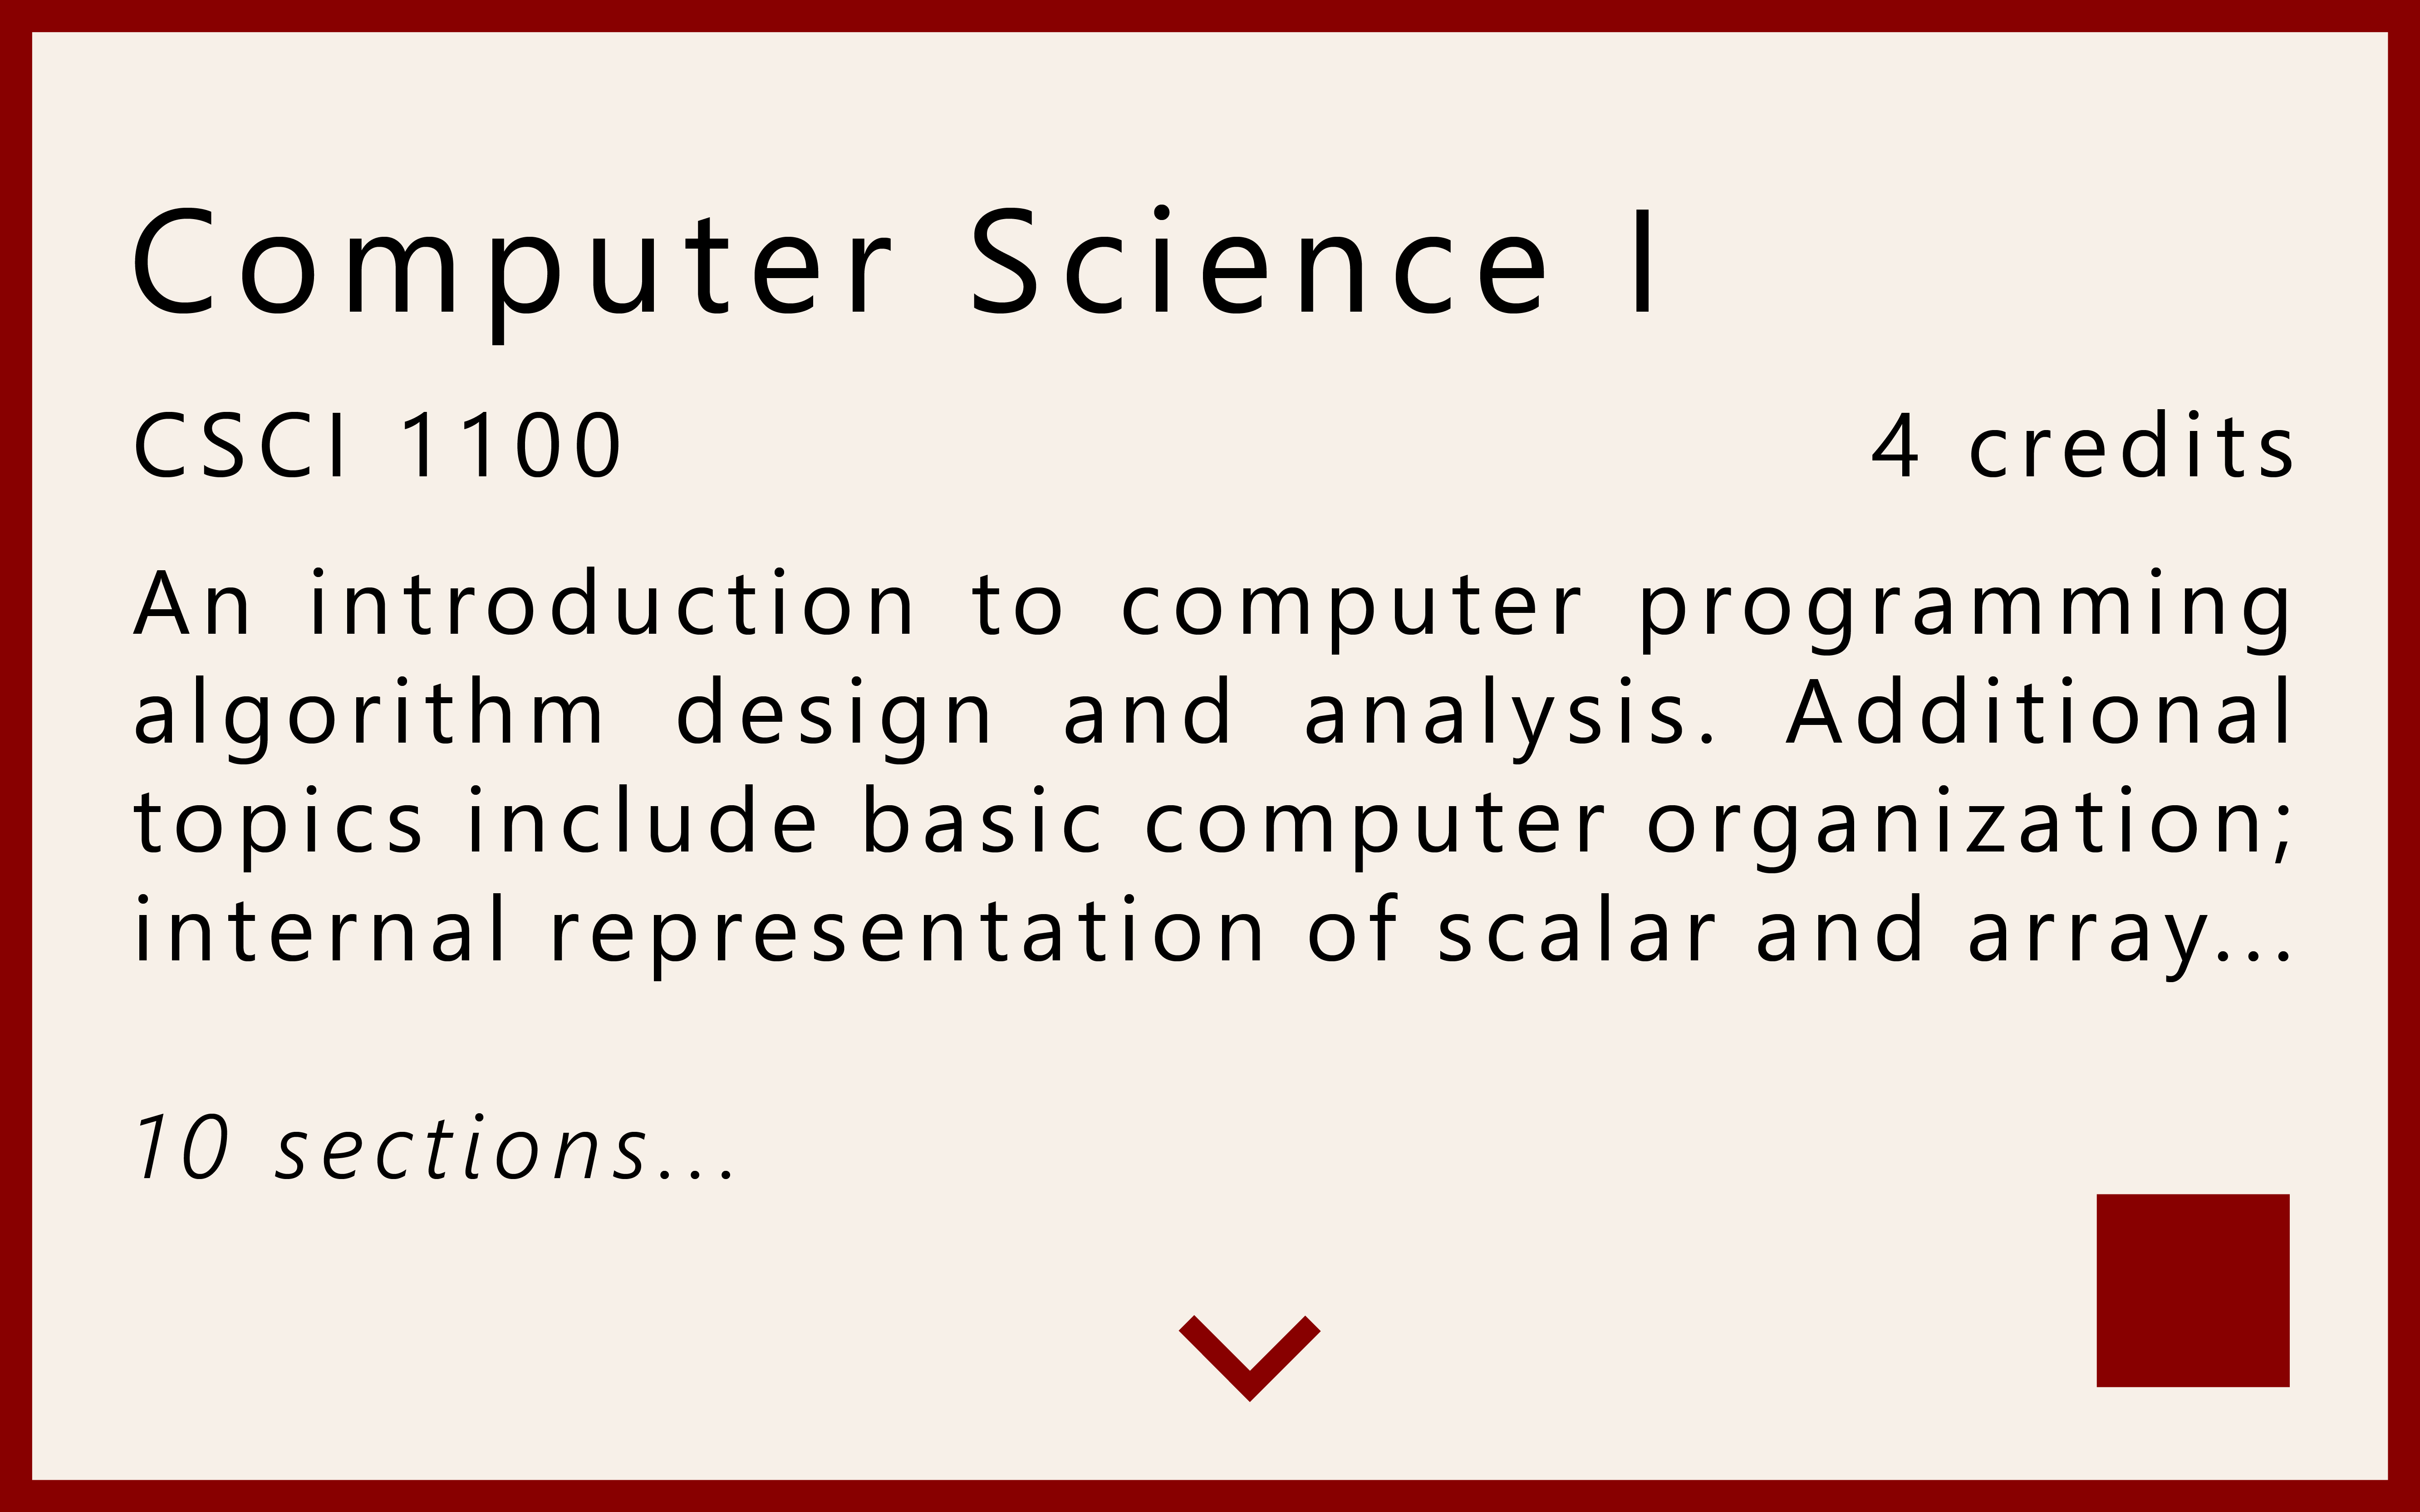 Computer Science I
CSCI 1100 4 credits
An introduction to computer programming
algorithm design and analysis. Additional
topics include basic computer organization;
internal representation of scalar and array...
10 sections...